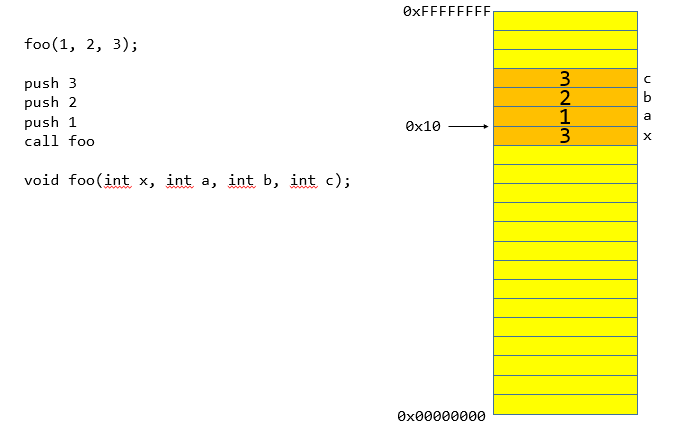 0xFFFFFFFF
foo(1, 2, 3);
push 3
push 2
push 1
call foo
void foo(int x, int a, int b, int c);
3 c
2 b
1 a
0x10
3 x
0x00000000